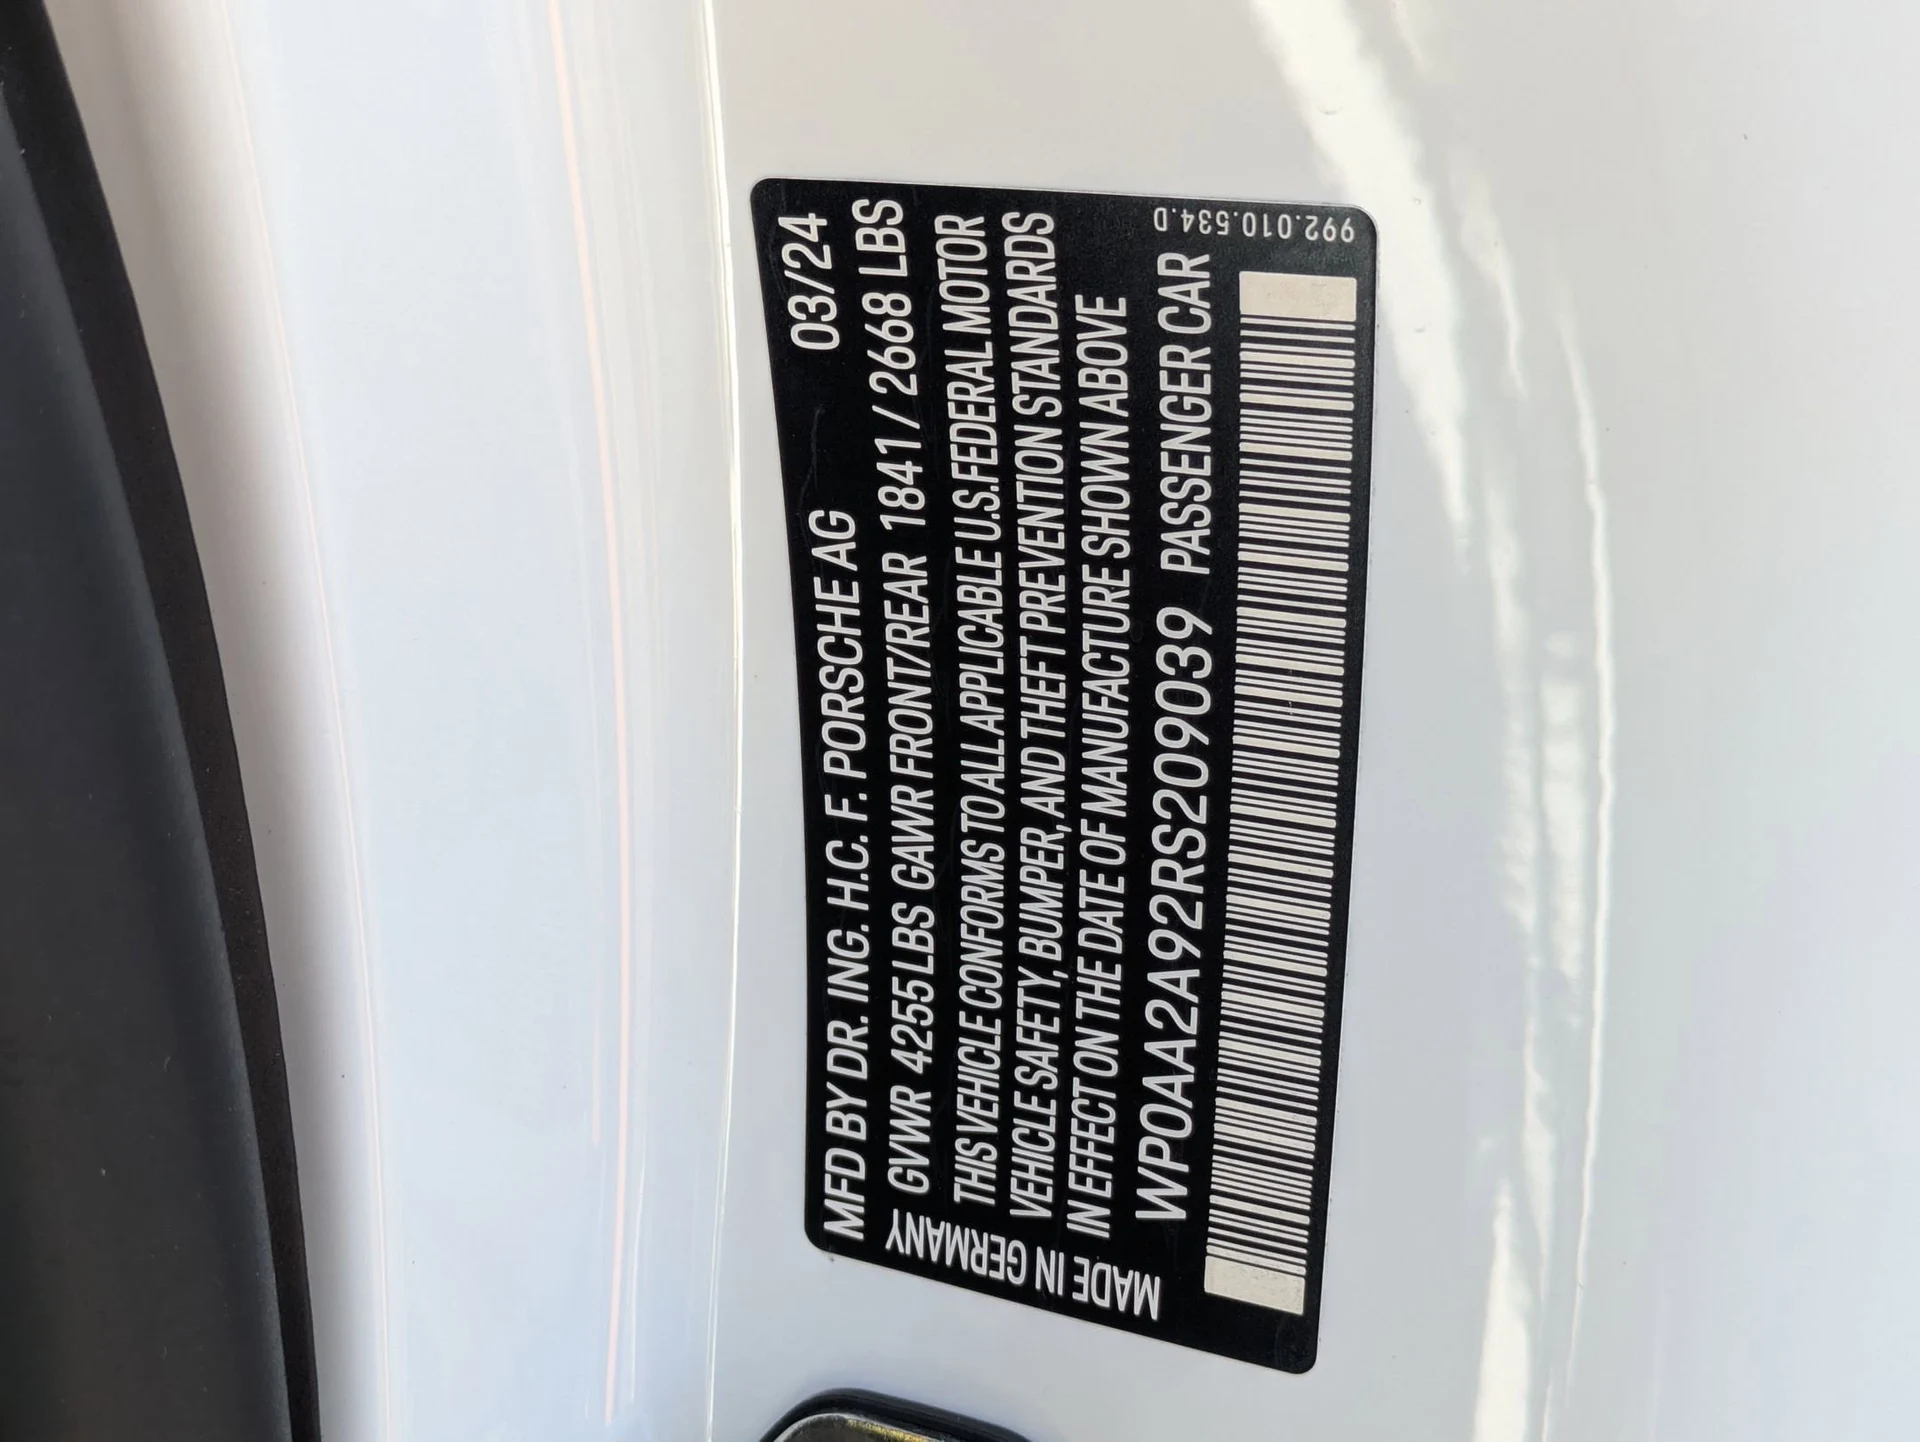 MFD BY DR. ING. H.C. F. PORSCHE AG 03/24
GVWR 4255 LBS GAWR FRONT/REAR 1841 / 2668 LBS
THIS VEHICLE CONFORMS TO ALL APPLICABLE U.S. FEDERAL MOTOR
VEHICLE SAFETY, BUMPER, AND THEFT PREVENTION STANDARDS
IN EFFECT ON THE DATE OF MANUFACTURE SHOWN ABOVE
WP0AA2A92RS209039 PASSENGER CAR
MADE IN GERMANY
992.010.534.D